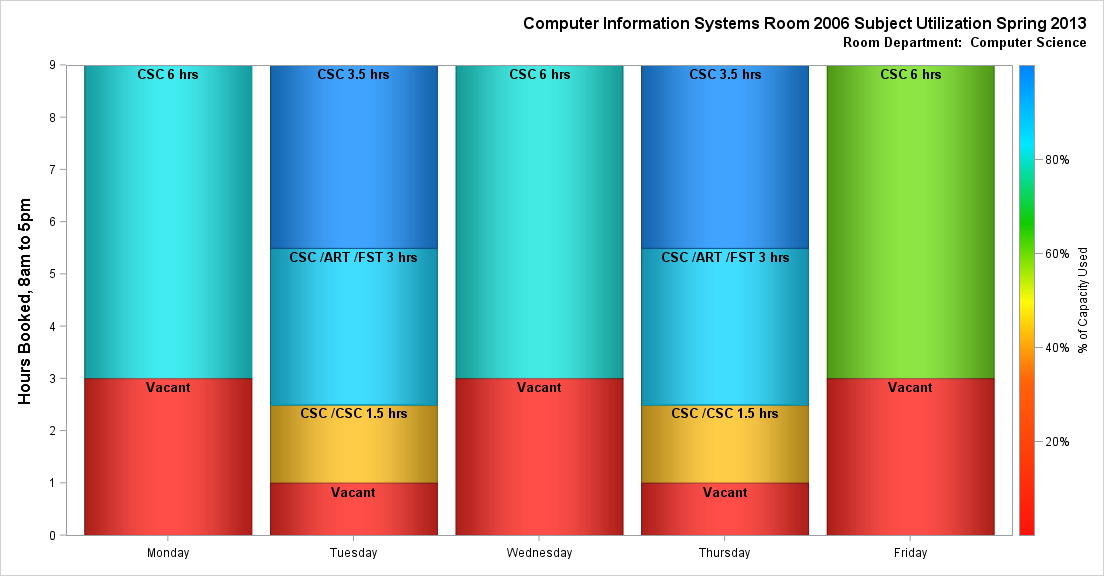 Computer Information Systems Room 2006 Subject Utilization Spring 2013
Room Department:  Computer Science
Hours Booked, 8am to 5pm
9
8
7
6
5
4
3
2
1
0
CSC 6 hrs
Vacant
CSC 3.5 hrs
CSC /ART /FST 3 hrs
CSC /CSC 1.5 hrs
Vacant
CSC 6 hrs
Vacant
CSC 3.5 hrs
CSC /ART /FST 3 hrs
CSC /CSC 1.5 hrs
Vacant
CSC 6 hrs
Vacant
Monday
Tuesday
Wednesday
Thursday
Friday
80%
60%
40%
20%
% of Capacity Used